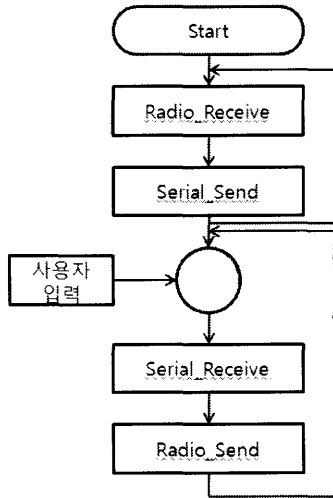 Start
Radio_Receive
Serial_Send
사용자
입력
Serial_Receive
Radio_Send